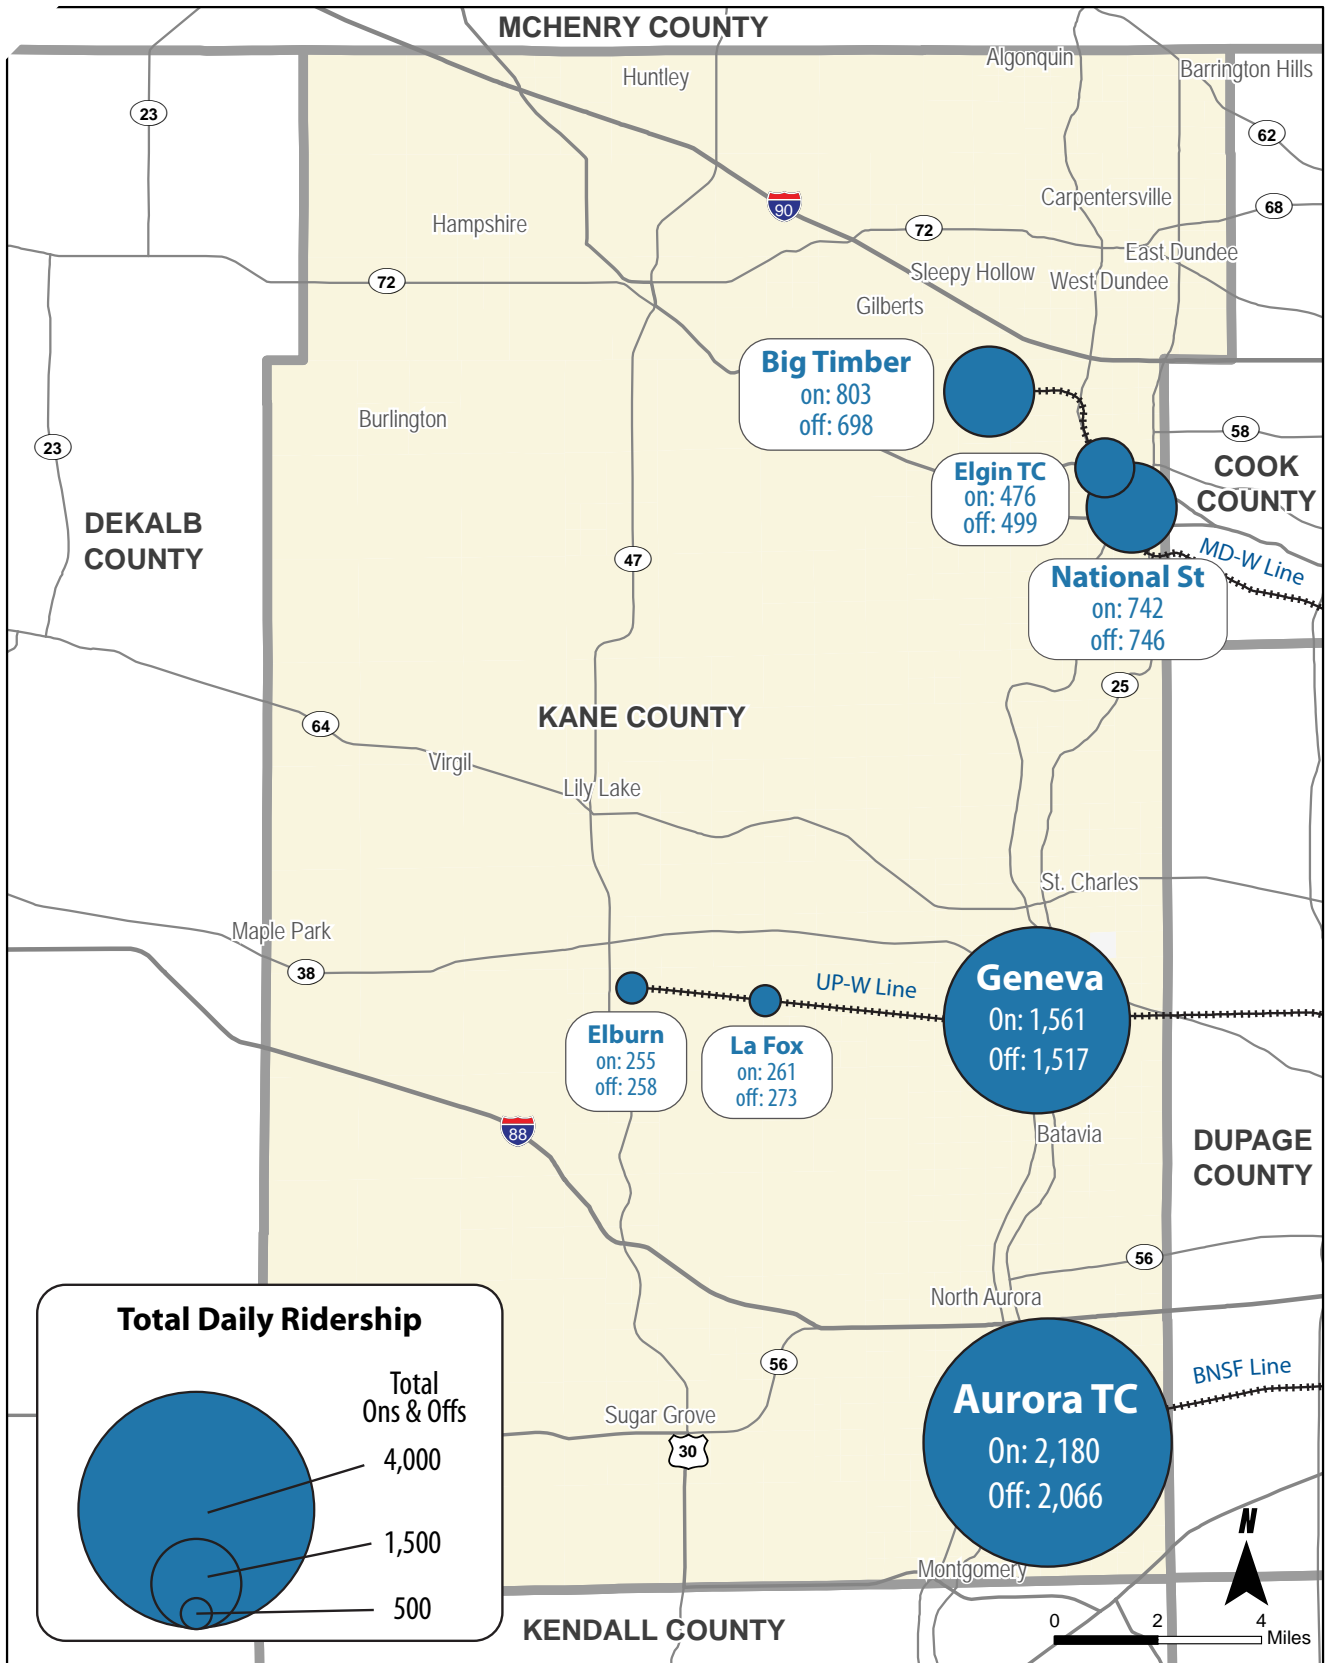 MCHENRY COUNTY
Algonquin
Huntley
Barrington Hills
23
62
Carpentersville
90
68
Hampshire
72
East Dundee
Sleepy Hollow
West Dundee
72
Gilberts
Big Timber
on: 803
off: 698
Burlington
58
23
COOK
COUNTY
Elgin TC
on: 476
off: 499
DEKALB
COUNTY
47
MD-W Line
National St
on: 742
off: 746
25
KANE COUNTY
64
Virgil
Lily Lake
St. Charles
Maple Park
38
UP-W Line
Geneva
On: 1,561
Off: 1,517
Elburn
on: 255
off: 258
La Fox
on: 261
off: 273
88
Batavia
DUPAGE
COUNTY
56
North Aurora
56
BNSF Line
Aurora TC
On: 2,180
Off: 2,066
Sugar Grove
30
Total Daily Ridership
Total
Ons & Offs
4,000
1,500
500
N
Montgomery
KENDALL COUNTY
0 2 4
Miles